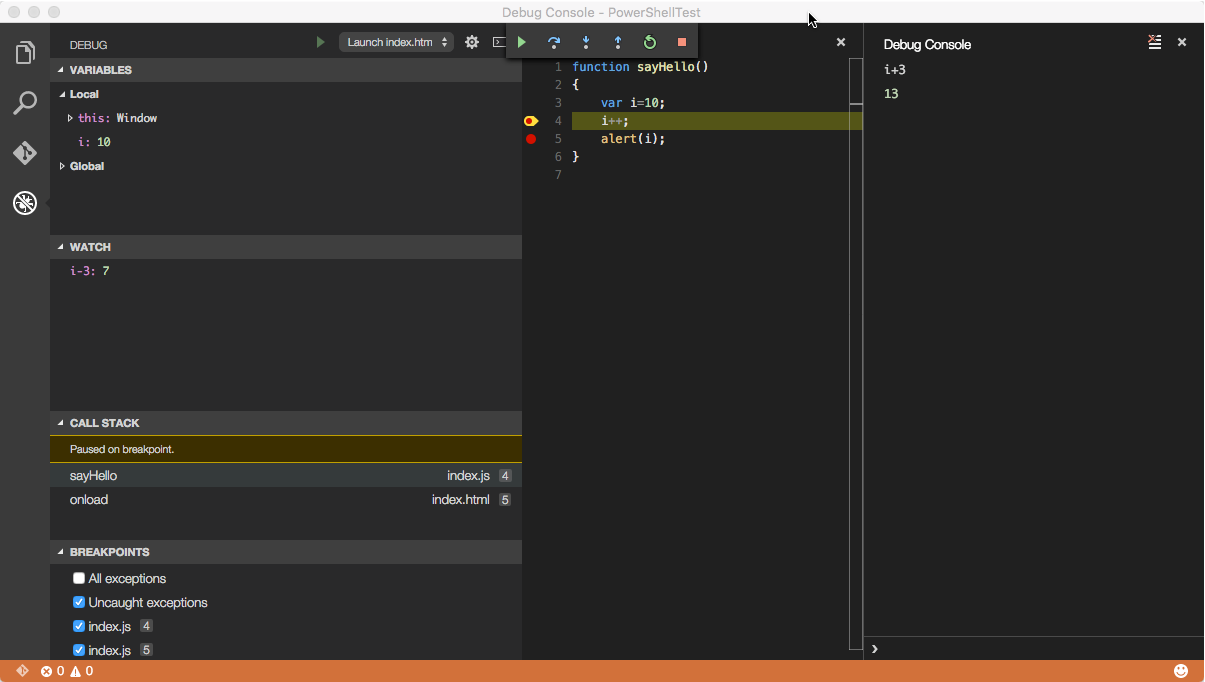 Debug Console - PowerShellTest
DEBUG
Launch index.htm
VARIABLES
Local
this: Window
i: 10
Global
WATCH
i-3: 7
CALL STACK
Paused on breakpoint.
sayHello index.js 4
onload index.html 5
BREAKPOINTS
All exceptions
Uncaught exceptions
index.js 4
index.js 5
1 function sayHello()
2 {
3 var i=10;
4 i++;
5 alert(i);
6 }
7
Debug Console
i+3
13
0 0